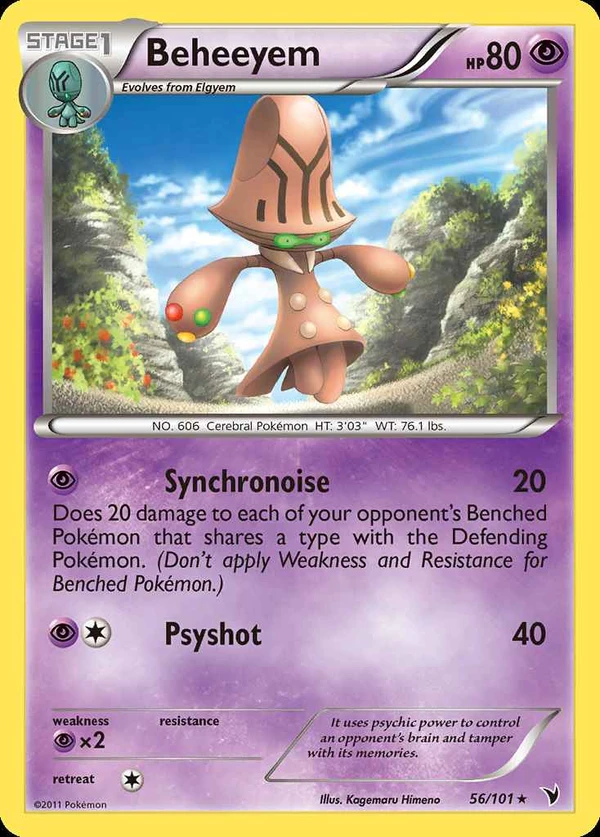 STAGE1
Beheeyem
HP80
Evolves from Elgyem
NO. 606 Cerebral Pokémon HT: 3'03" WT: 76.1 lbs.
Synchronoise 20
Does 20 damage to each of your opponent's Benched
Pokémon that shares a type with the Defending
Pokémon. (Don't apply Weakness and Resistance for
Benched Pokémon.)
Psyshot 40
weakness resistance
×2
retreat
It uses psychic power to control
an opponent's brain and tamper
with its memories.
©2011 Pokémon
Illus. Kagemaru Himeno
56/101 ★